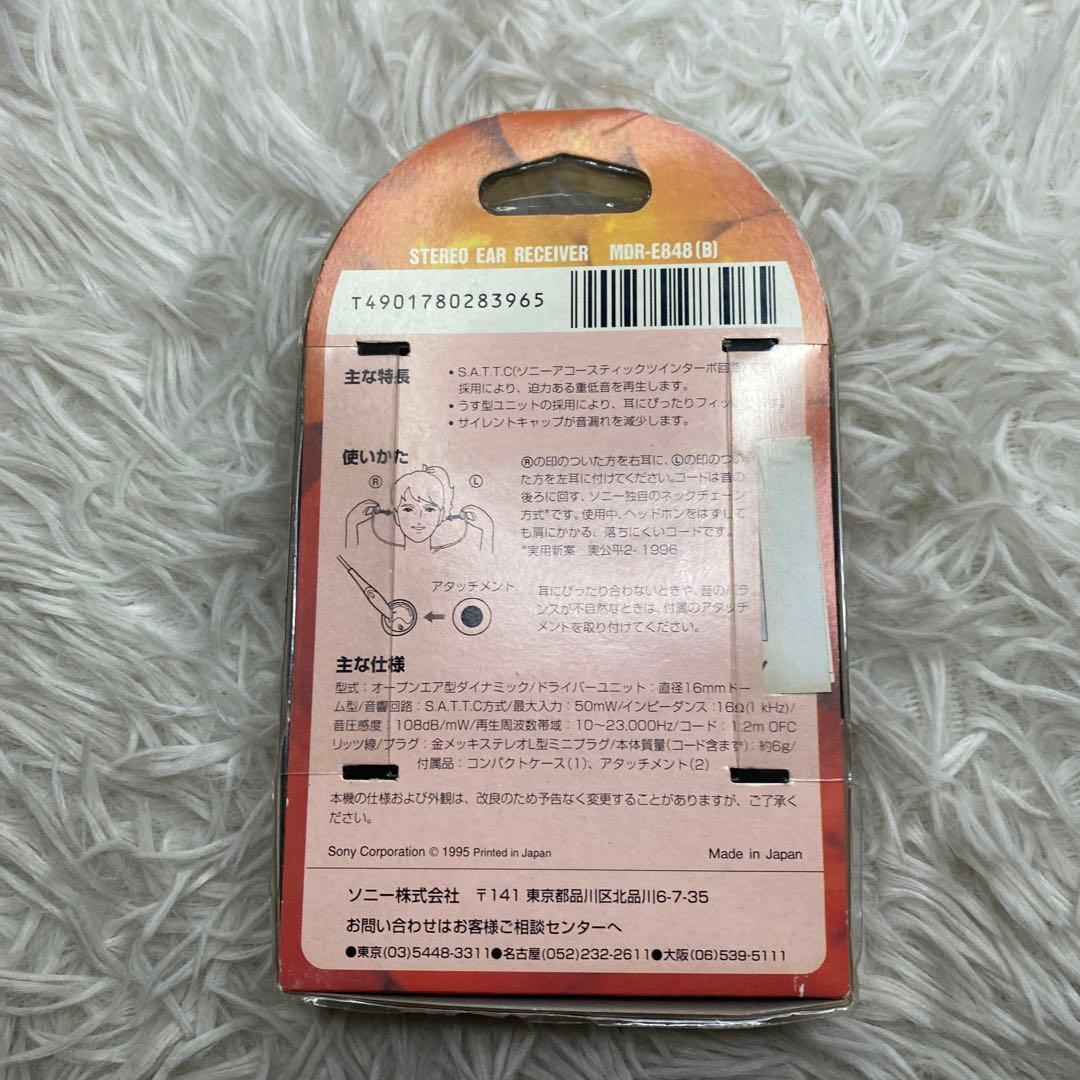 STEREO EAR RECEIVER MDR-E848(B)
T4901780283965
主な特長
•S.A.T.T.C(ソニーアコースティックツインターボ回路)
採用により、迫力ある重低音を再生します。
•うす型ユニットの採用により、耳にぴったりフィッ
•サイレントキャップが音漏れを減少します。
使いかた
Ⓡ Ⓛ
Ⓡの印のついた方を右耳に、Ⓛの印のつい
た方を左耳に付けてください。コードは首の
後ろに回す、ソニー独自のネックチェーン
方式*です。使用中、ヘッドホンをはずして
も肩にかかる、落ちにくいコードです。
*実用新案 実公平2-1996
アタッチメント
耳にぴったり合わないときや、音のバラ
ンスが不自然なときは、付属のアタッチ
メントを取り付けてください。
主な仕様
型式：オープンエア型ダイナミック/ドライバーユニット：直径16mmドー
ム型/音響回路：S.A.T.T.C方式/最大入力：50mW/インピーダンス：16Ω(1 kHz)/
音圧感度：108dB/mW/再生周波数帯域：10〜23,000Hz/コード：1.2m OFC
リッツ線/プラグ：金メッキステレオL型ミニプラグ/本体質量(コード含まず)：約6g/
付属品：コンパクトケース(1)、アタッチメント(2)
本機の仕様および外観は、改良のため予告なく変更することがありますが、ご了承く
ださい。
Sony Corporation © 1995 Printed in Japan
Made in Japan
ソニー株式会社 〒141 東京都品川区北品川6-7-35
お問い合わせはお客様ご相談センターへ
●東京(03)5448-3311●名古屋(052)232-2611●大阪(06)539-5111